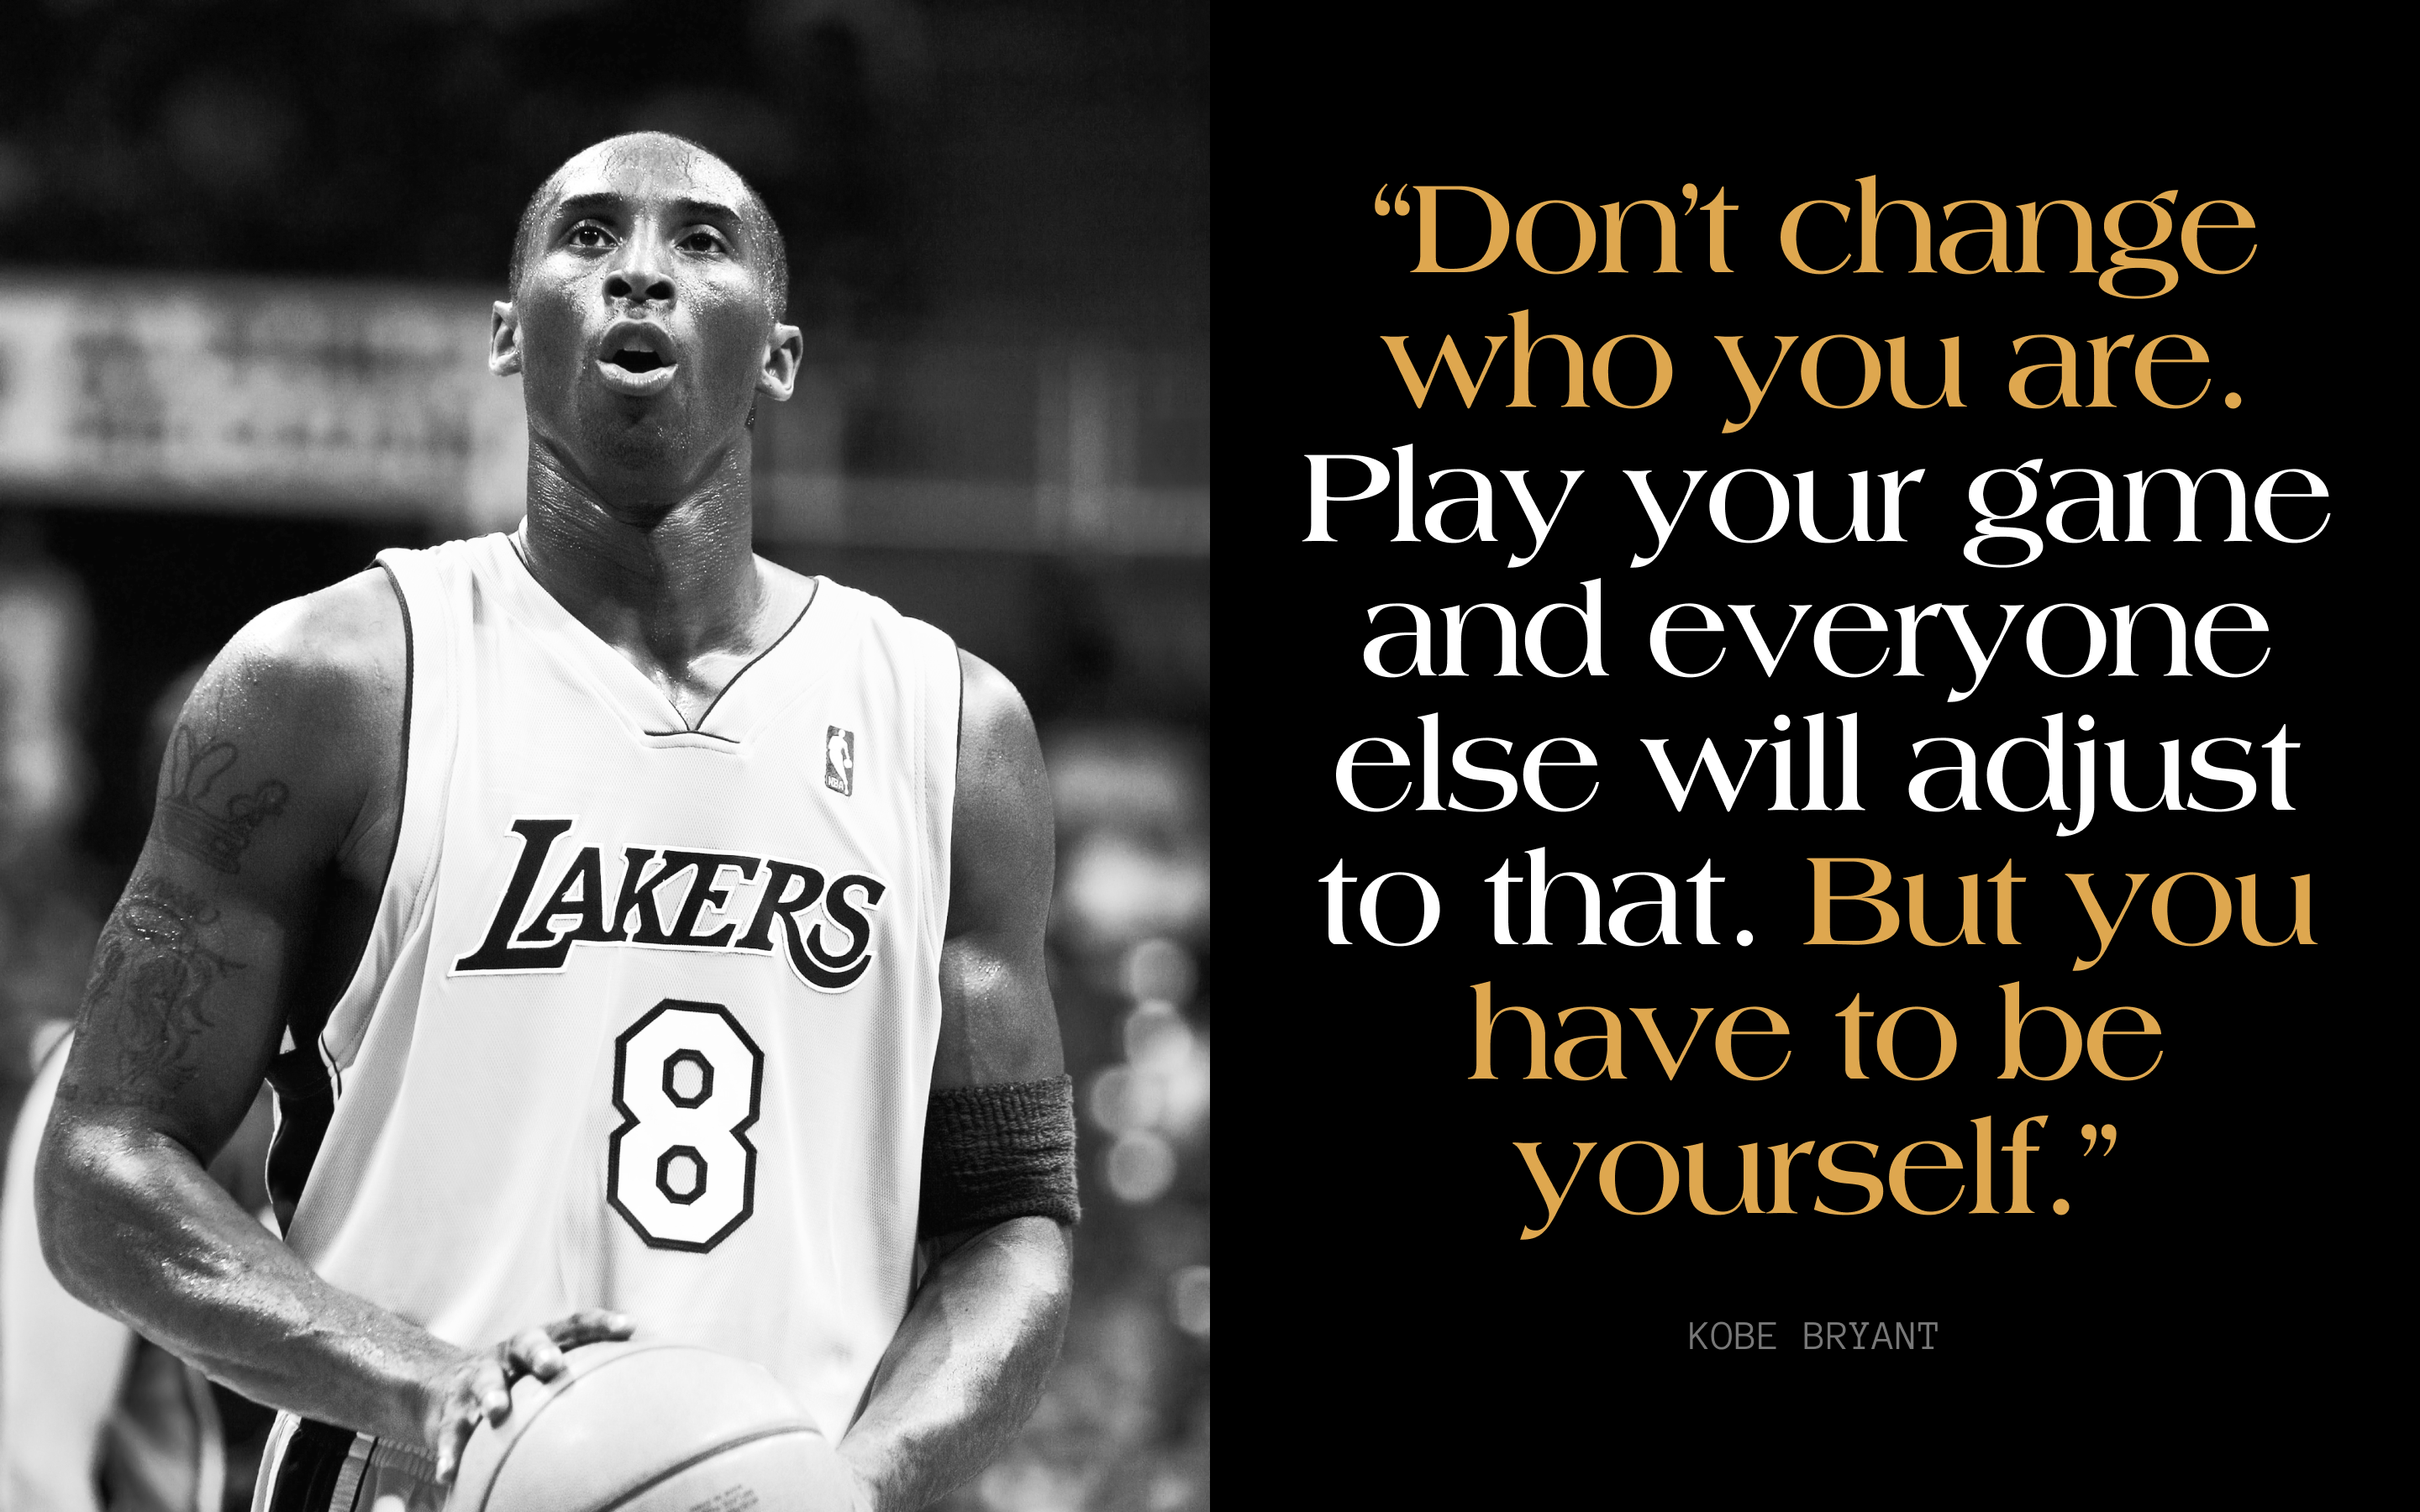 “Don’t change
who you are.
Play your game
and everyone
else will adjust
to that. But you
have to be
yourself.”
KOBE BRYANT
NBA
LAKERS
8